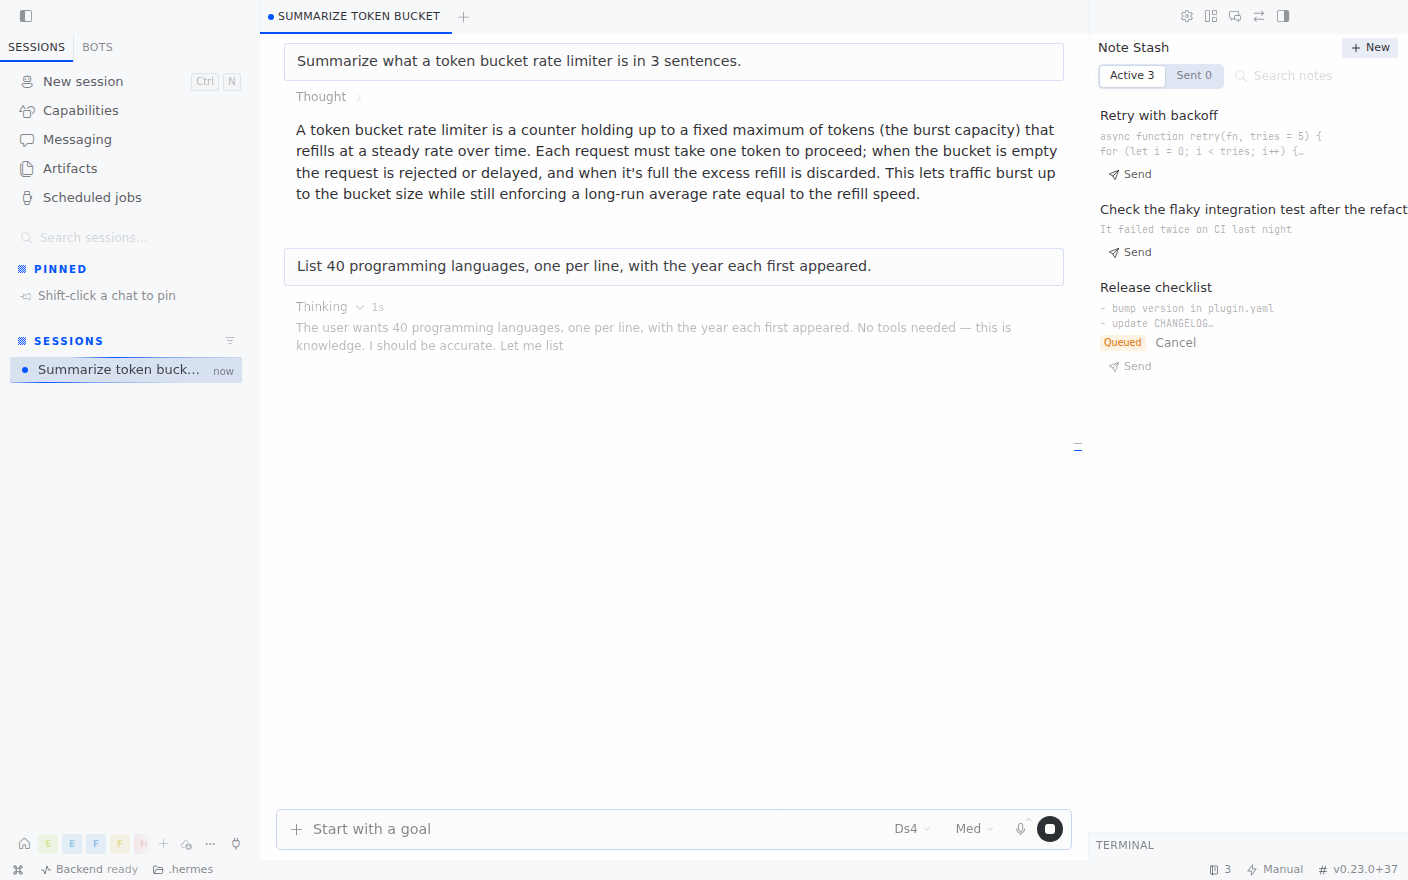 SESSIONS
BOTS
New session
Ctrl N
Capabilities
Messaging
Artifacts
Scheduled jobs
Search sessions...
PINNED
Shift-click a chat to pin
SESSIONS
Summarize token buck...
now
E E F F H
Backend ready
.hermes
SUMMARIZE TOKEN BUCKET
Summarize what a token bucket rate limiter is in 3 sentences.
Thought
A token bucket rate limiter is a counter holding up to a fixed maximum of tokens (the burst capacity) that
refills at a steady rate over time. Each request must take one token to proceed; when the bucket is empty
the request is rejected or delayed, and when it's full the excess refill is discarded. This lets traffic burst up
to the bucket size while still enforcing a long-run average rate equal to the refill speed.
List 40 programming languages, one per line, with the year each first appeared.
Thinking 1s
The user wants 40 programming languages, one per line, with the year each first appeared. No tools needed — this is
knowledge. I should be accurate. Let me list
Start with a goal
Ds4
Med
Note Stash
New
Active 3
Sent 0
Search notes
Retry with backoff
async function retry(fn, tries = 5) {
for (let i = 0; i < tries; i++) {…
Send
Check the flaky integration test after the refact
It failed twice on CI last night
Send
Release checklist
- bump version in plugin.yaml
- update CHANGELOG…
Queued
Cancel
Send
TERMINAL
3
Manual
v0.23.0+37